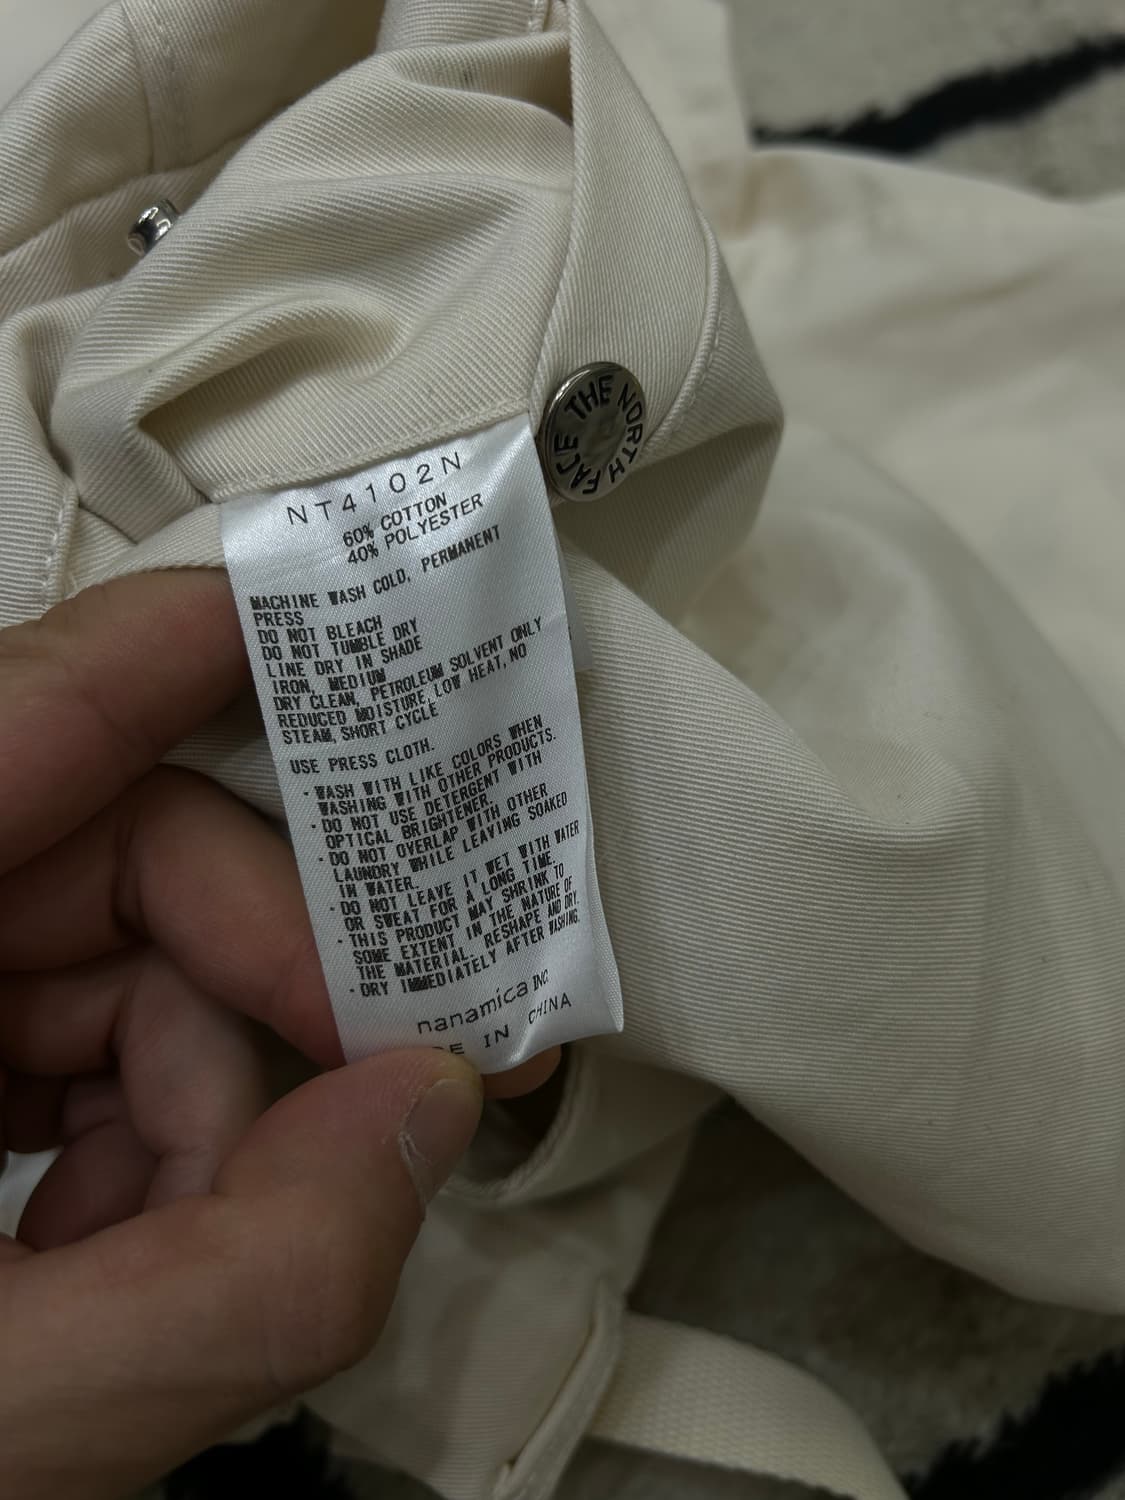 THE NORTH FACE
NT4102N
60% COTTON
40% POLYESTER
MACHINE WASH COLD, PERMANENT
PRESS
DO NOT BLEACH
DO NOT TUMBLE DRY
LINE DRY IN SHADE
IRON, MEDIUM
DRY CLEAN, PETROLEUM SOLVENT ONLY
REDUCED MOISTURE, LOW HEAT, NO
STEAM, SHORT CYCLE
USE PRESS CLOTH.
・WASH WITH LIKE COLORS WHEN
WASHING WITH OTHER PRODUCTS.
・DO NOT USE DETERGENT WITH
OPTICAL BRIGHTENER.
・DO NOT OVERLAP WITH OTHER
LAUNDRY WHILE LEAVING SOAKED
IN WATER.
・DO NOT LEAVE IT WET WITH WATER
OR SWEAT FOR A LONG TIME.
・THIS PRODUCT MAY SHRINK TO
SOME EXTENT IN THE NATURE OF
THE MATERIAL. RESHAPE AND DRY.
・DRY IMMEDIATELY AFTER WASHING.
nanamica INC.
DE IN CHINA